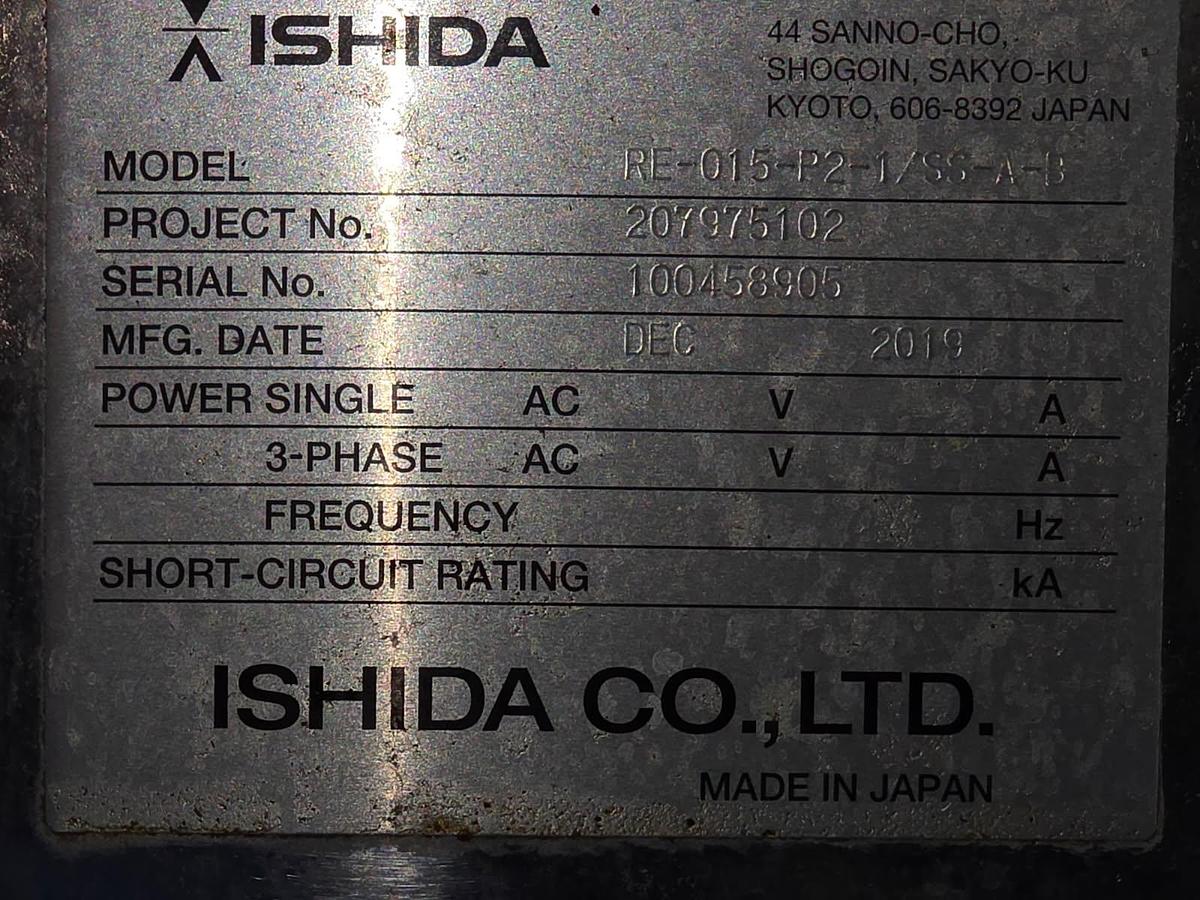 ISHIDA
44 SANNO-CHO,
SHOGOIN, SAKYO-KU
KYOTO, 606-8392 JAPAN
MODEL RE-015-P2-1/SS-A-B
PROJECT No. 207975102
SERIAL No. 100458905
MFG. DATE DEC 2019
POWER SINGLE AC V A
3-PHASE AC V A
FREQUENCY Hz
SHORT-CIRCUIT RATING kA
ISHIDA CO., LTD.
MADE IN JAPAN